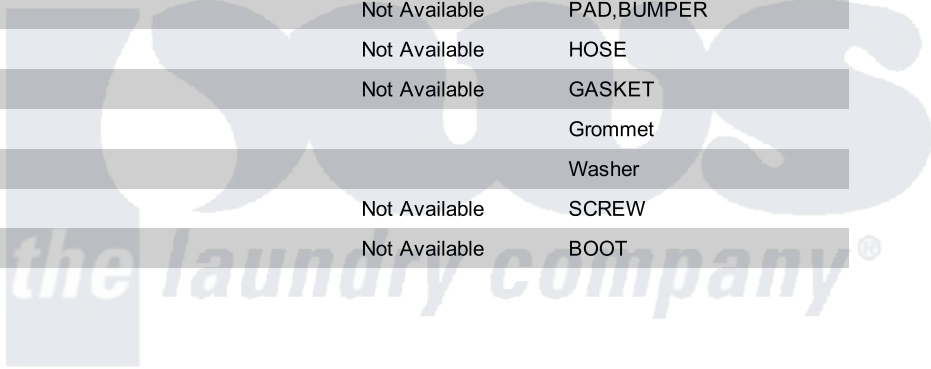 Not Available PAD,BUMPER
Not Available HOSE
Not Available GASKET
Grommet
Washer
Not Available SCREW
Not Available BOOT
the laundry company®